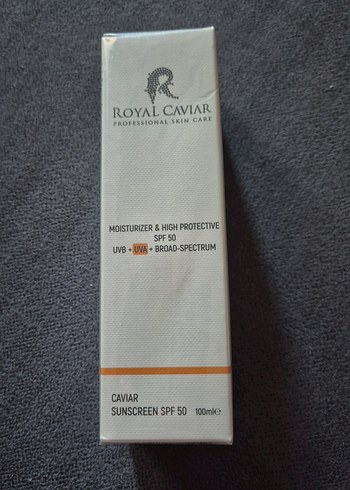 ROYAL CAVIAR
PROFESSIONAL SKIN CARE
MOISTURIZER & HIGH PROTECTIVE
SPF 50
UVB + UVA + BROAD-SPECTRUM
CAVIAR
SUNSCREEN SPF 50 100ml℮